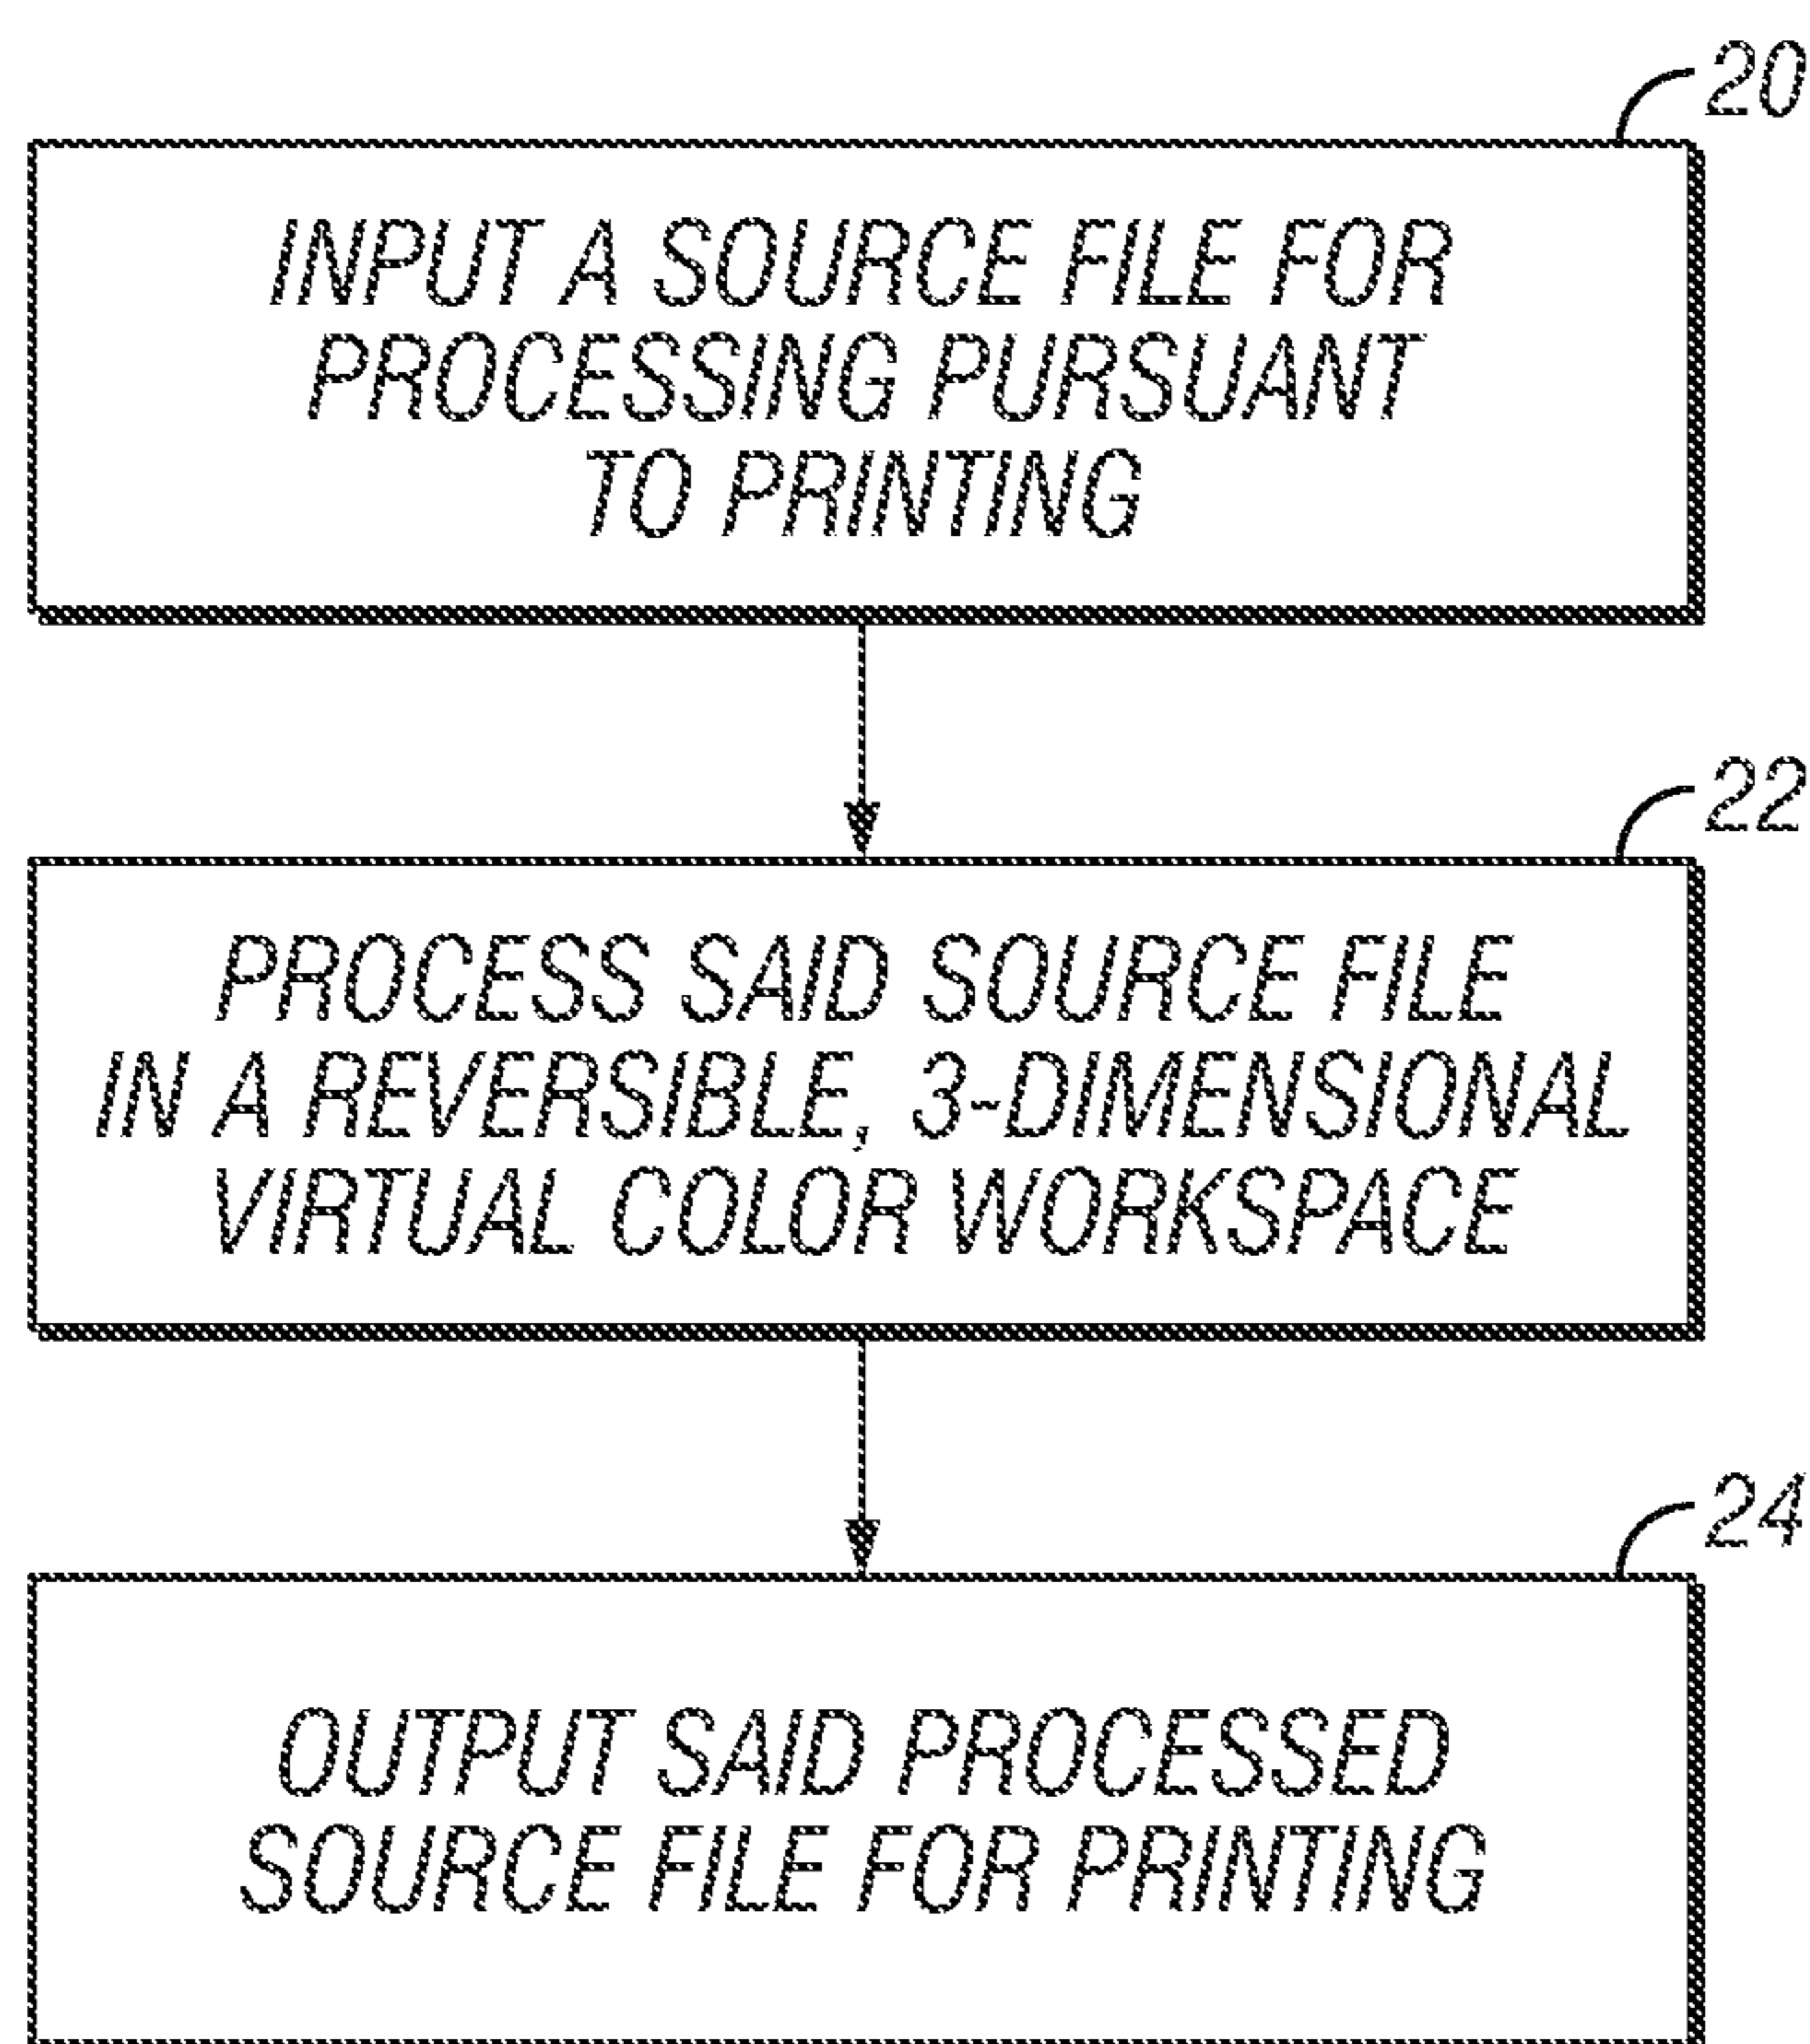 20
INPUT A SOURCE FILE FOR
PROCESSING PURSUANT
TO PRINTING
22
PROCESS SAID SOURCE FILE
IN A REVERSIBLE, 3-DIMENSIONAL
VIRTUAL COLOR WORKSPACE
24
OUTPUT SAID PROCESSED
SOURCE FILE FOR PRINTING